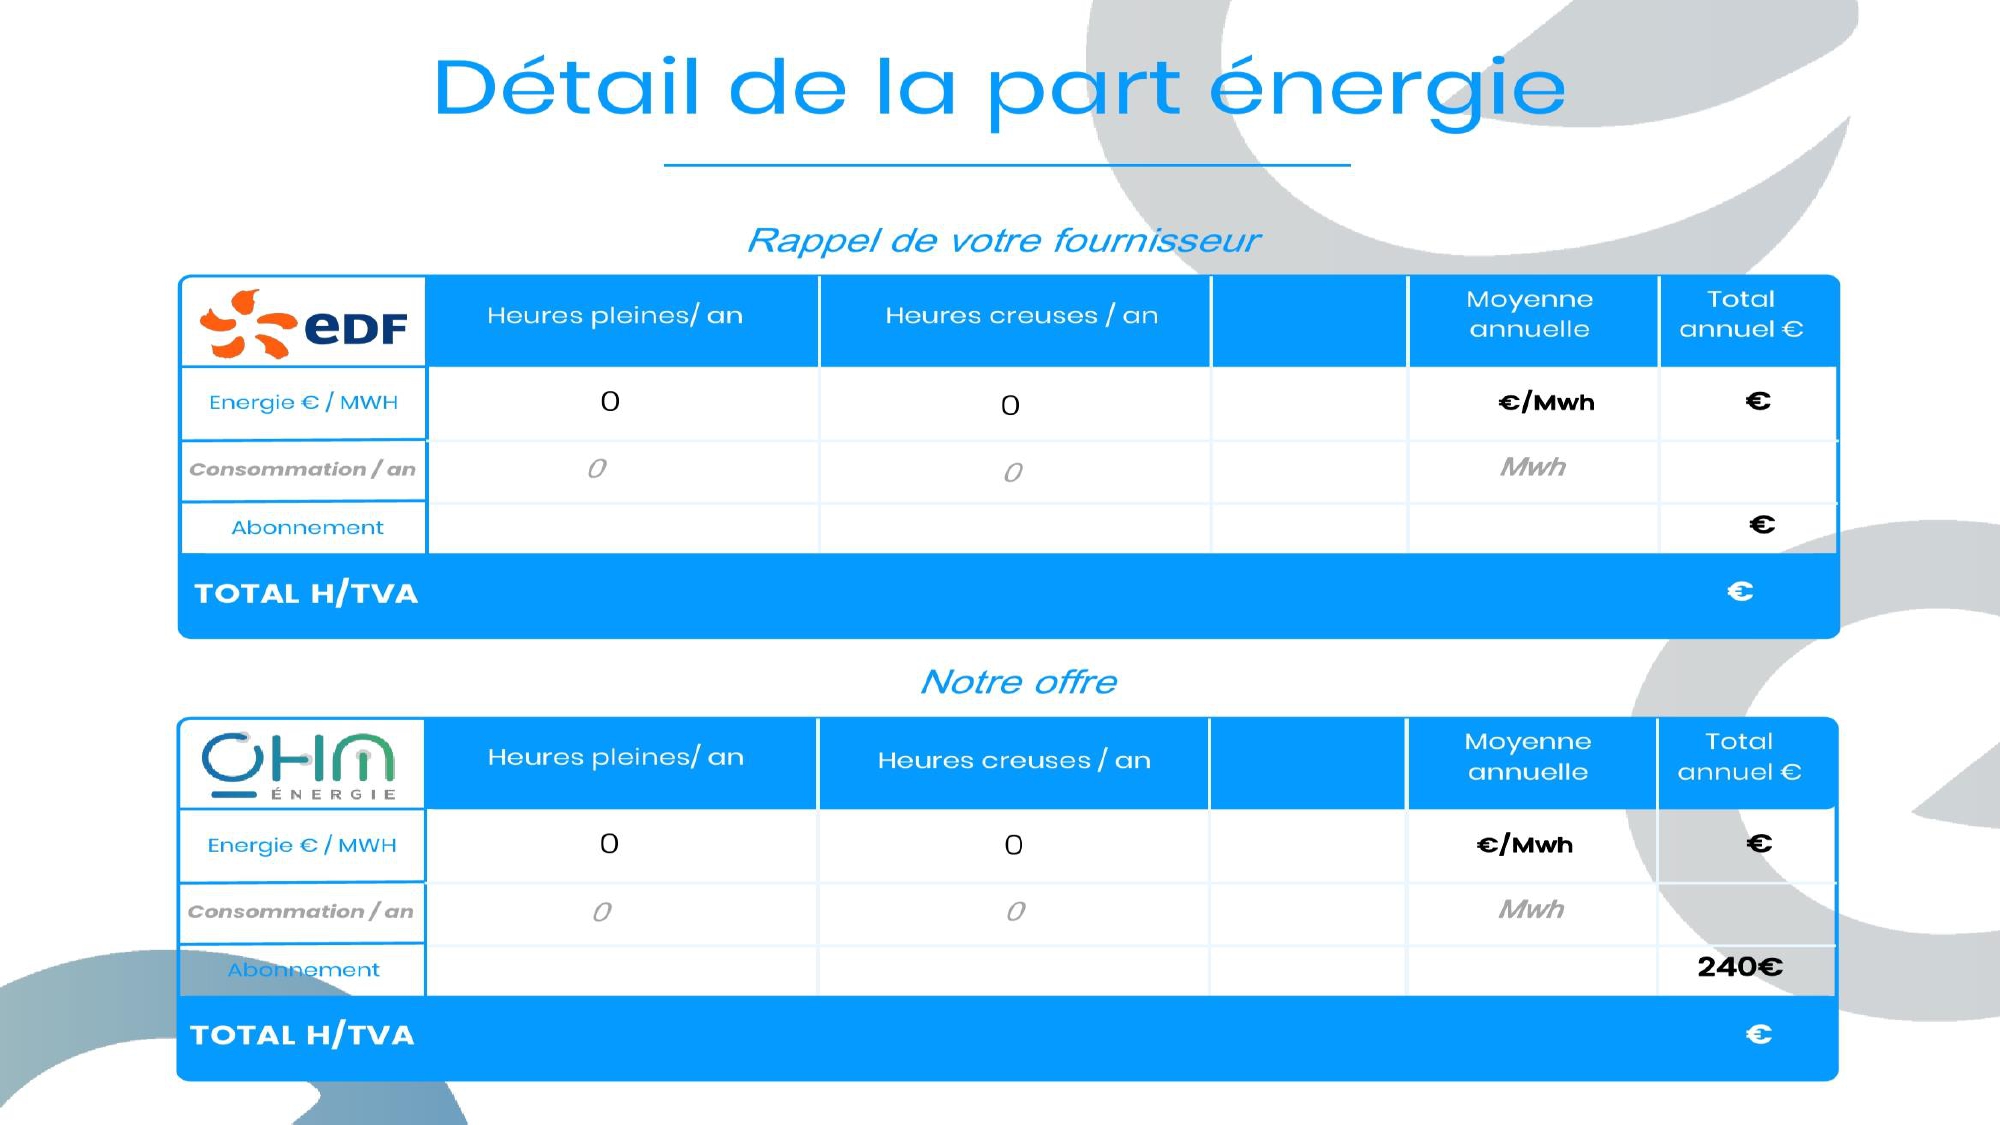 Détail de la part énergie
Rappel de votre fournisseur
eDF
Heures pleines/ an
Heures creuses / an
Moyenne
annuelle
Total
annuel €
Energie € / MWH
0
0
€/Mwh
€
Consommation / an
0
0
Mwh
Abonnement
€
TOTAL H/TVA
€
Notre offre
OHM
ÉNERGIE
Heures pleines/ an
Heures creuses / an
Moyenne
annuelle
Total
annuel €
Energie € / MWH
0
0
€/Mwh
€
Consommation / an
0
0
Mwh
Abonnement
240€
TOTAL H/TVA
€